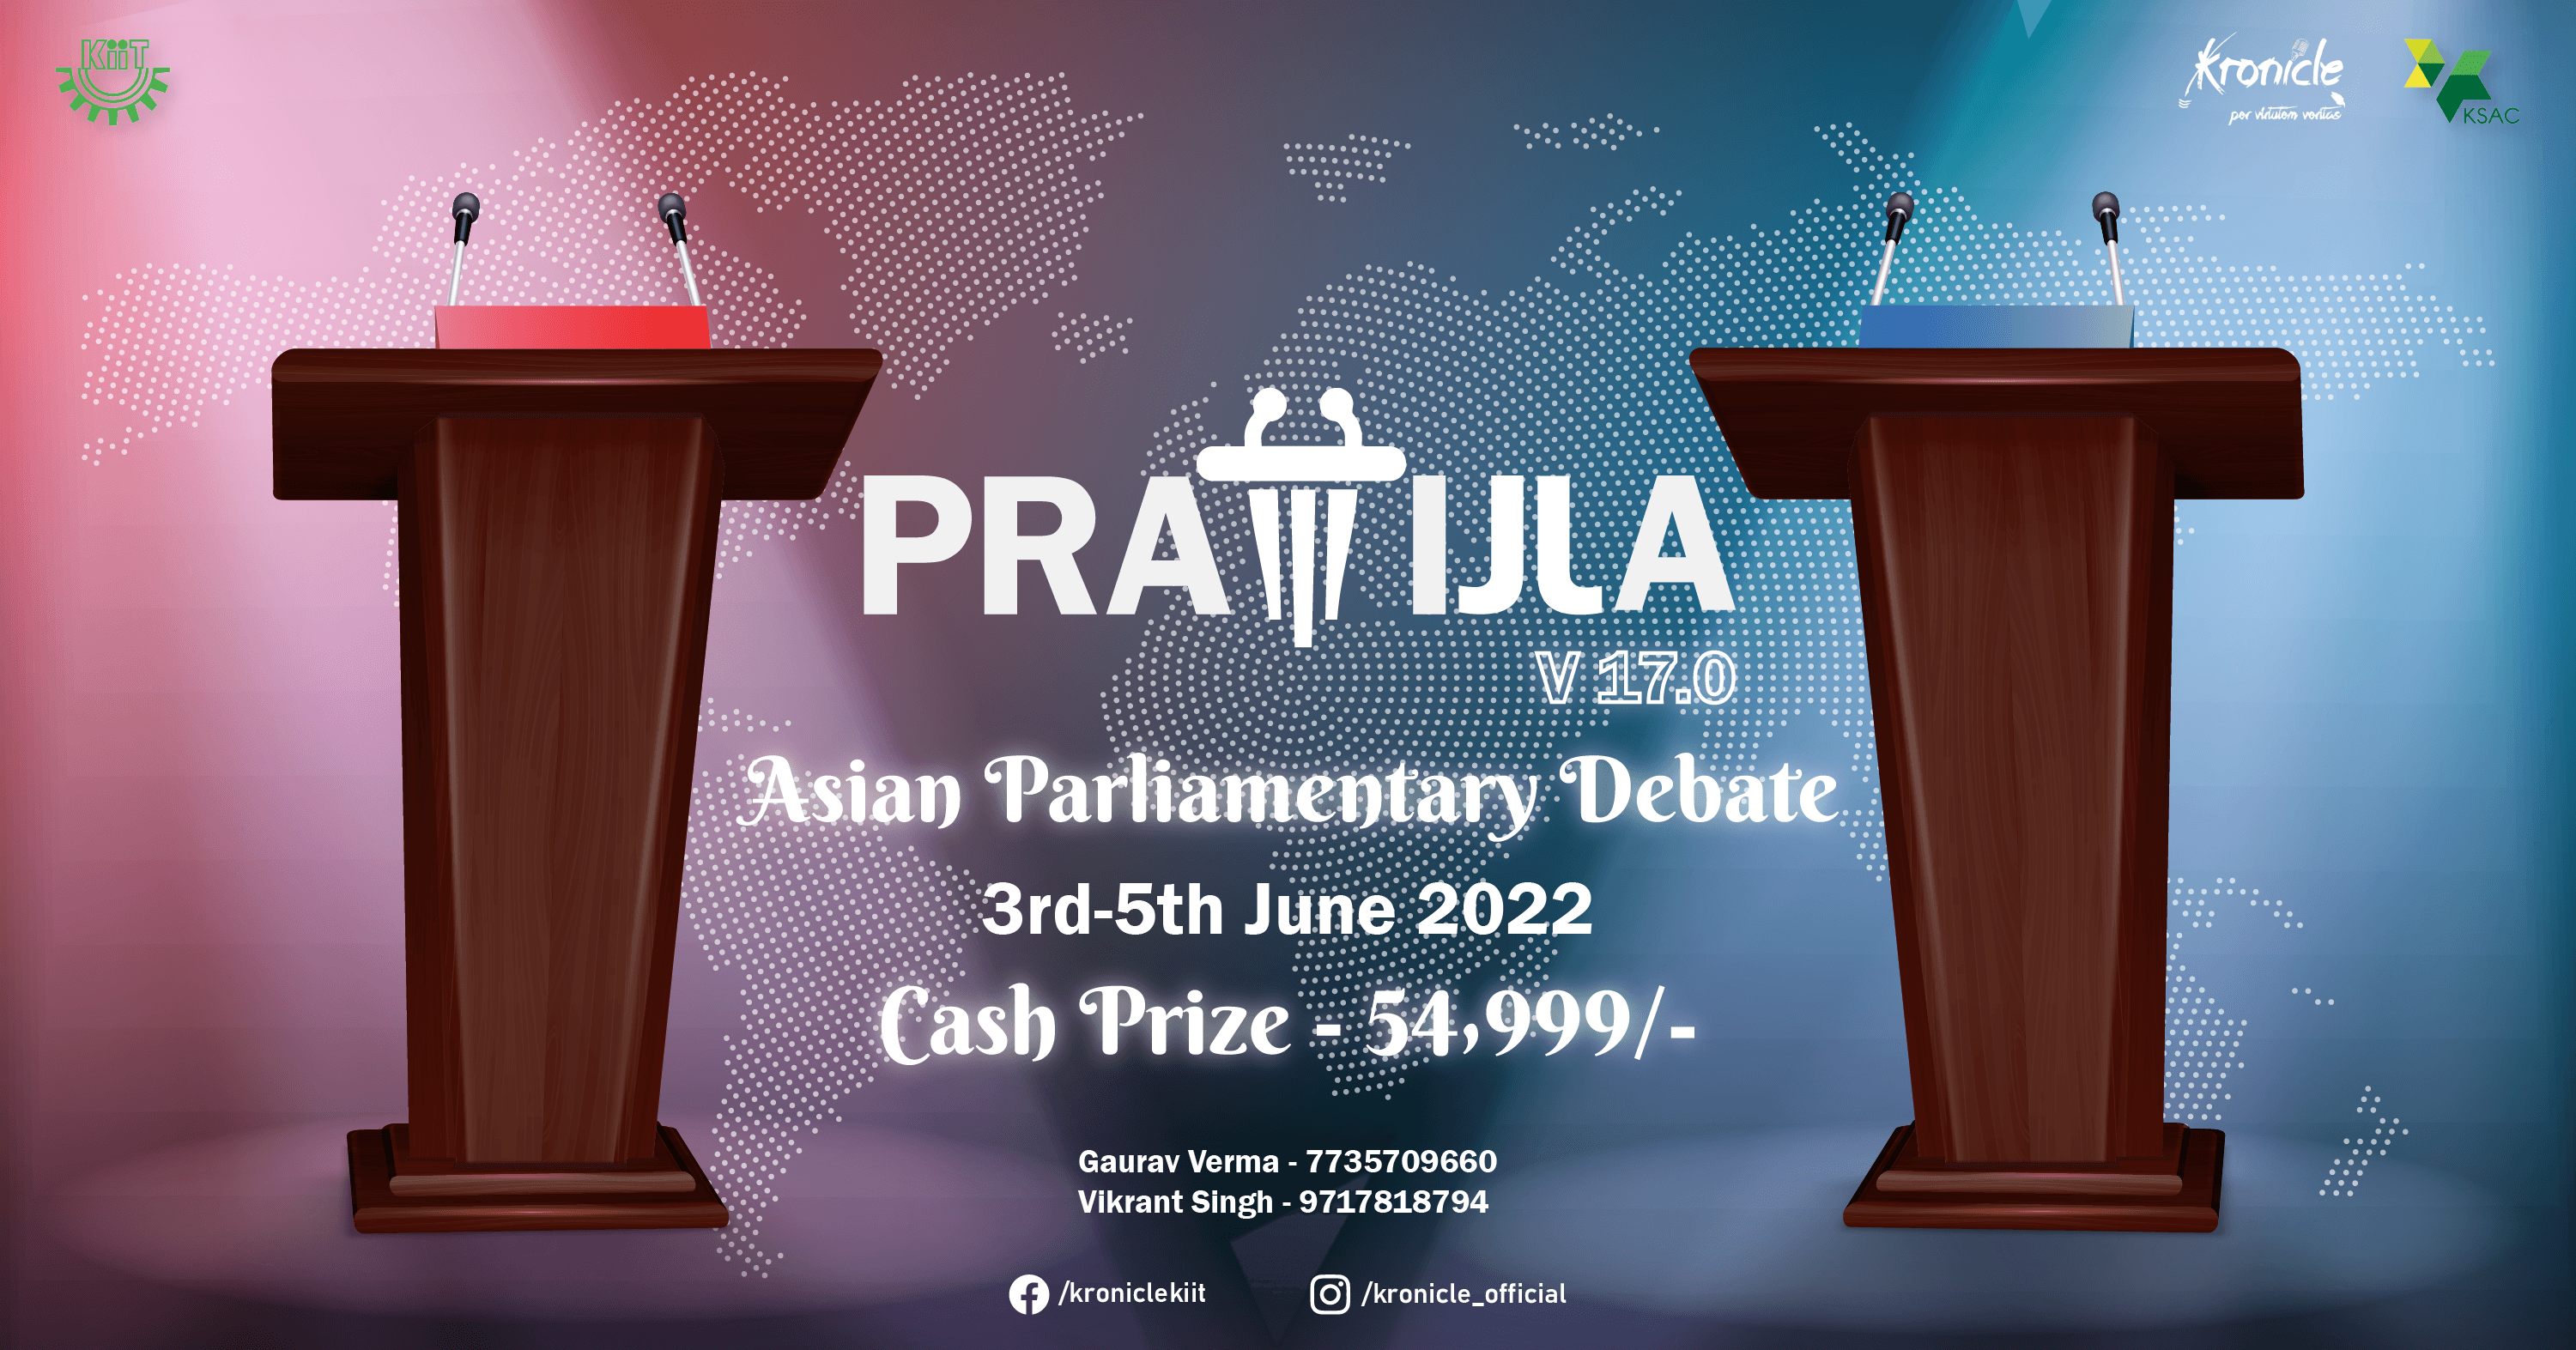 KiiT
Kronicle
per virtutem veritas
KSAC
PRATIJLA
V 17.0
Asian Parliamentary Debate
3rd-5th June 2022
Cash Prize - 54,999/-
Gaurav Verma - 7735709660
Vikrant Singh - 9717818794
/kroniclekiit
/kronicle_official